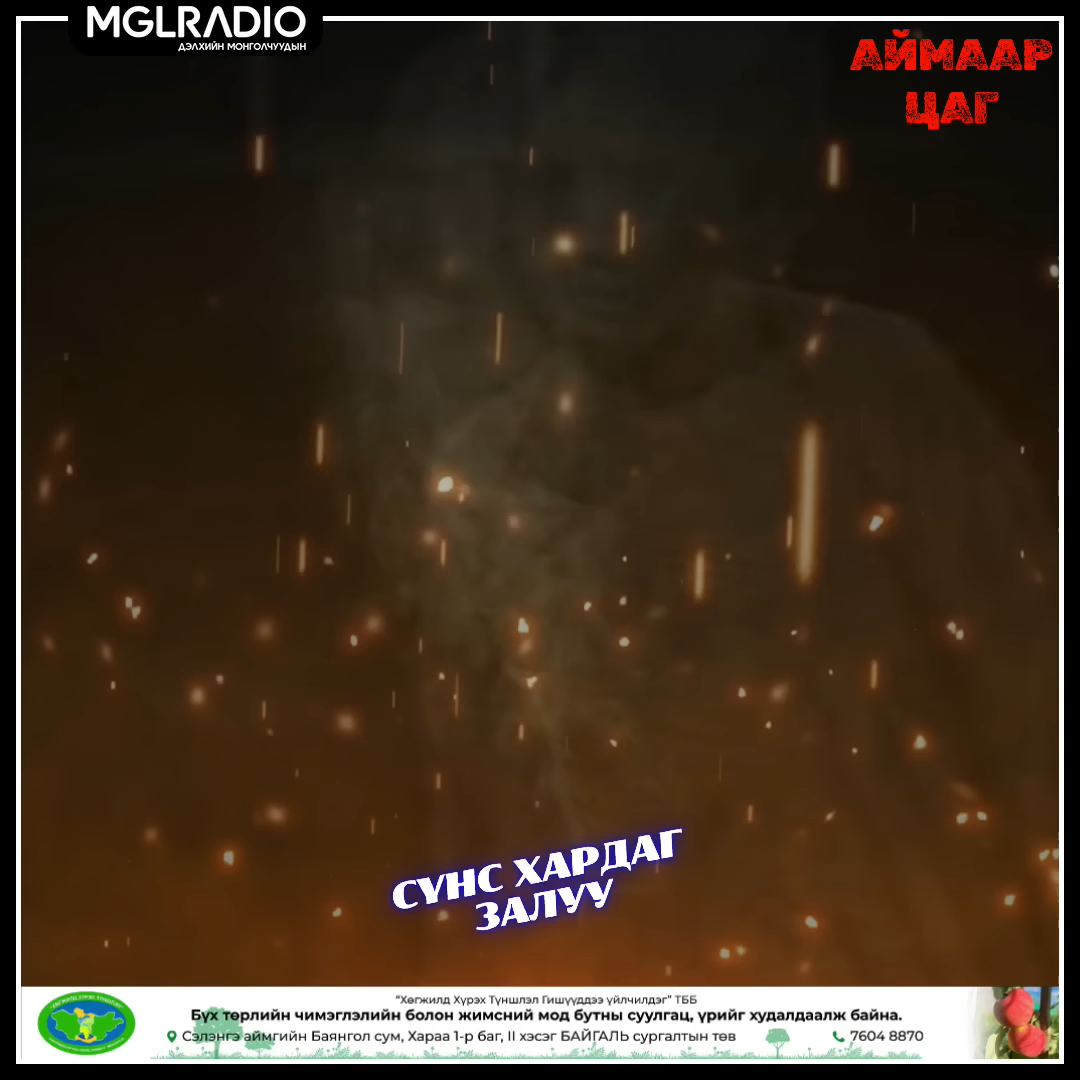 MGLRADIO
ДЭЛХИЙН МОНГОЛЧУУДЫН
АЙМААР
ЦАГ
СҮНС ХАРДАГ
ЗАЛУУ
"Хөгжилд Хүрэх Түншлэл Гишүүддээ үйлчилдэг" ТББ
Бүх төрлийн чимэглэлийн болон жимсний мод бутны суулгац, үрийг худалдаалж байна.
Сэлэнгэ аймгийн Баянгол сум, Хараа 1-р баг, II хэсэг БАЙГАЛЬ сургалтын төв 7604 8870